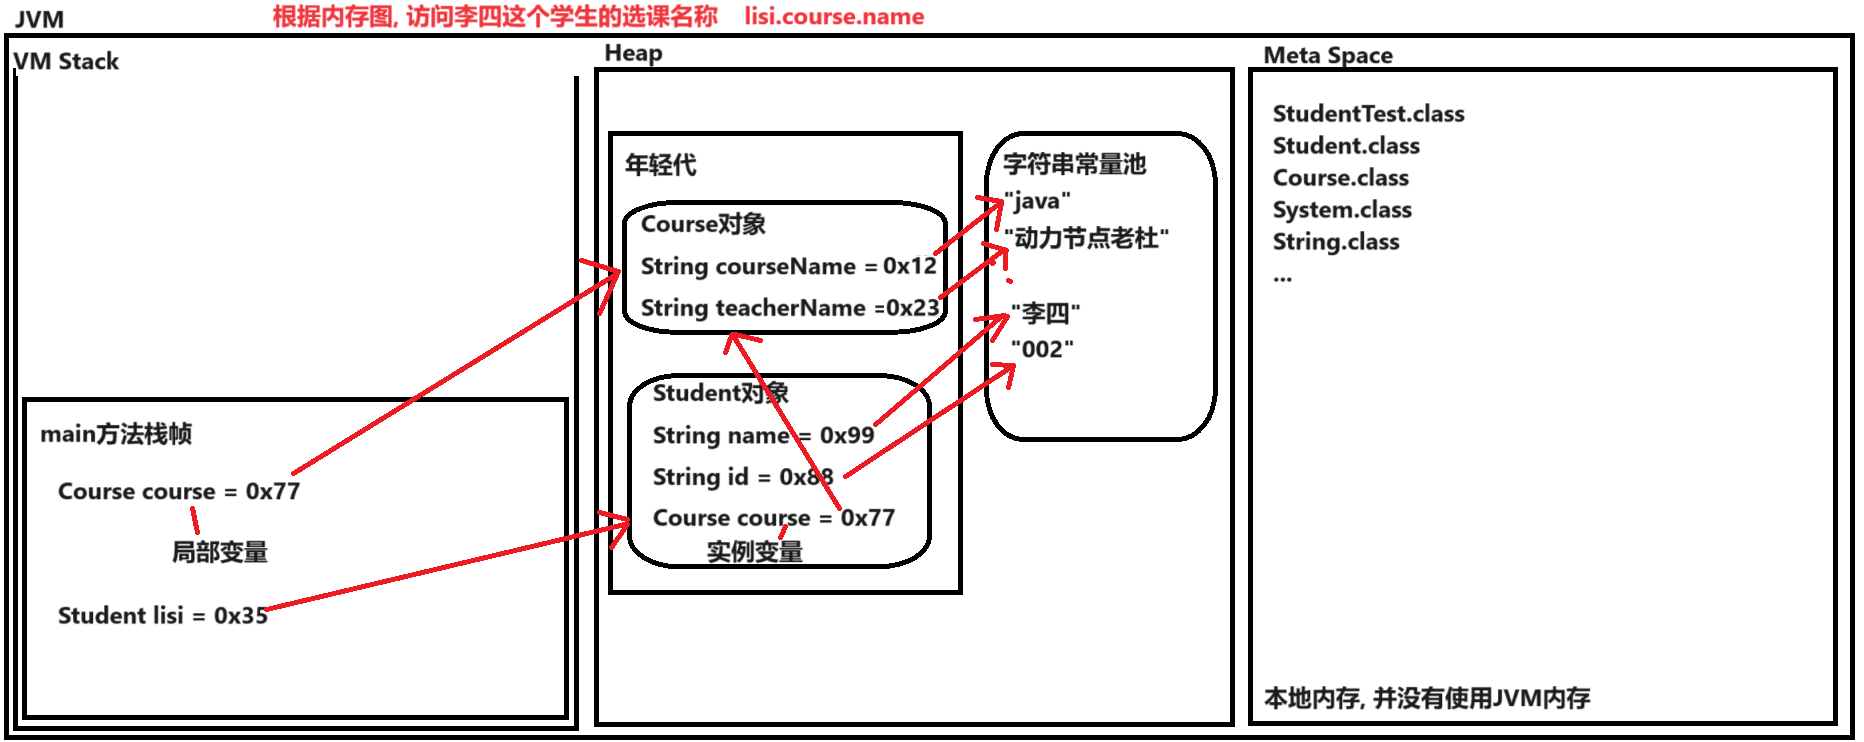 JVM
根据内存图, 访问李四这个学生的选课名称 lisi.course.name
VM Stack
main方法栈帧
Course course = 0x77
局部变量
Student lisi = 0x35
Heap
年轻代
Course对象
String courseName = 0x12
String teacherName =0x23
Student对象
String name = 0x99
String id = 0x88
Course course = 0x77
实例变量
字符串常量池
"java"
"动力节点老杜"
"李四"
"002"
Meta Space
StudentTest.class
Student.class
Course.class
System.class
String.class
...
本地内存, 并没有使用JVM内存